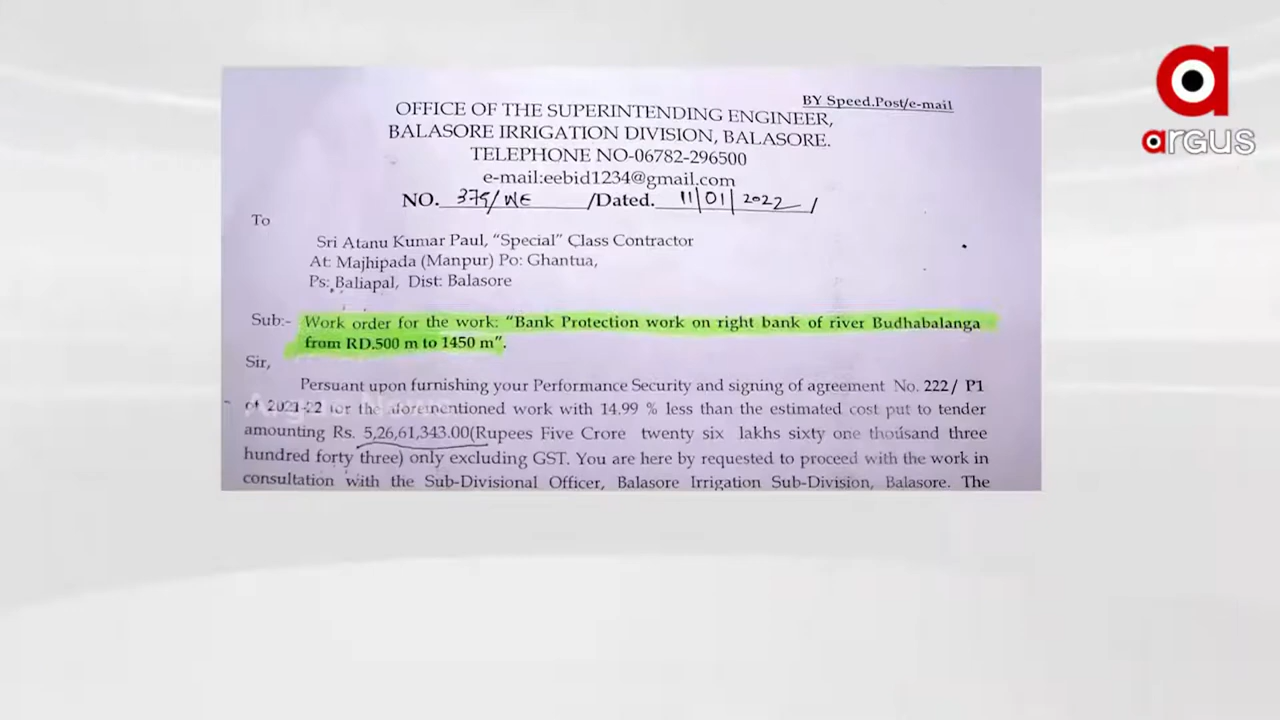 argus
BY Speed.Post/e-mail
OFFICE OF THE SUPERINTENDING ENGINEER,
BALASORE IRRIGATION DIVISION, BALASORE.
TELEPHONE NO-06782-296500
e-mail:eebid1234@gmail.com
NO. 375/WE /Dated. 11/01/2022/
To
Sri Atanu Kumar Paul, “Special” Class Contractor
At: Majhipada (Manpur) Po: Ghantua,
Ps: Baliapal, Dist: Balasore
Sub:- Work order for the work: “Bank Protection work on right bank of river Budhabalanga
from RD.500 m to 1450 m”.
Sir,
Persuant upon furnishing your Performance Security and signing of agreement No. 222/ P1
of 2021-22 for the aforementioned work with 14.99 % less than the estimated cost put to tender
amounting Rs. 5,26,61,343.00(Rupees Five Crore twenty six lakhs sixty one thousand three
hundred forty three) only excluding GST. You are here by requested to proceed with the work in
consultation with the Sub-Divisional Officer, Balasore Irrigation Sub-Division, Balasore. The
Argus News